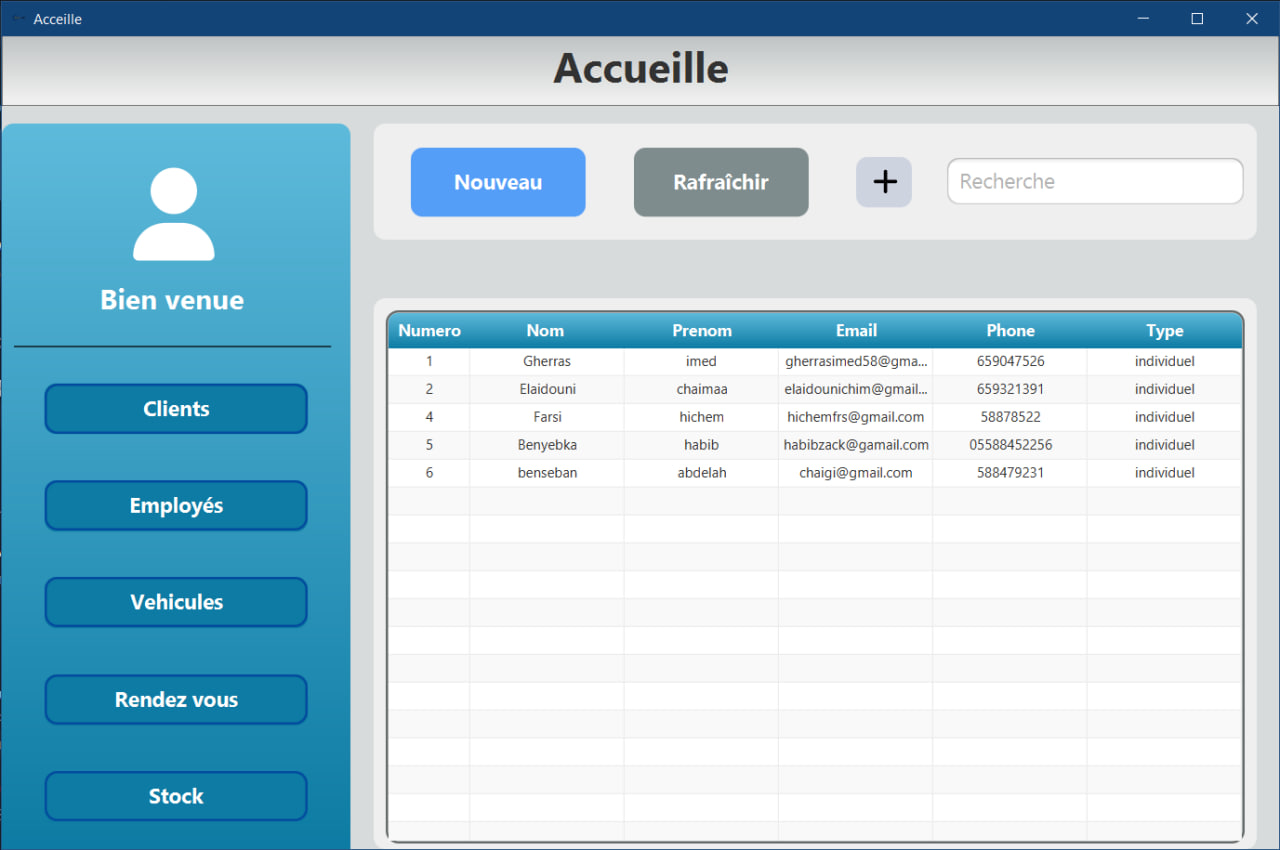 Acceille
Accueille
Bien venue
Clients
Employés
Vehicules
Rendez vous
Stock
Nouveau Rafraîchir + Recherche
Numero Nom Prenom Email Phone Type
1 Gherras imed gherrasimed58@gma... 659047526 individuel
2 Elaidouni chaimaa elaidounichim@gmail... 659321391 individuel
4 Farsi hichem hichemfrs@gmail.com 58878522 individuel
5 Benyebka habib habibzack@gamail.com 05588452256 individuel
6 benseban abdelah chaigi@gmail.com 588479231 individuel